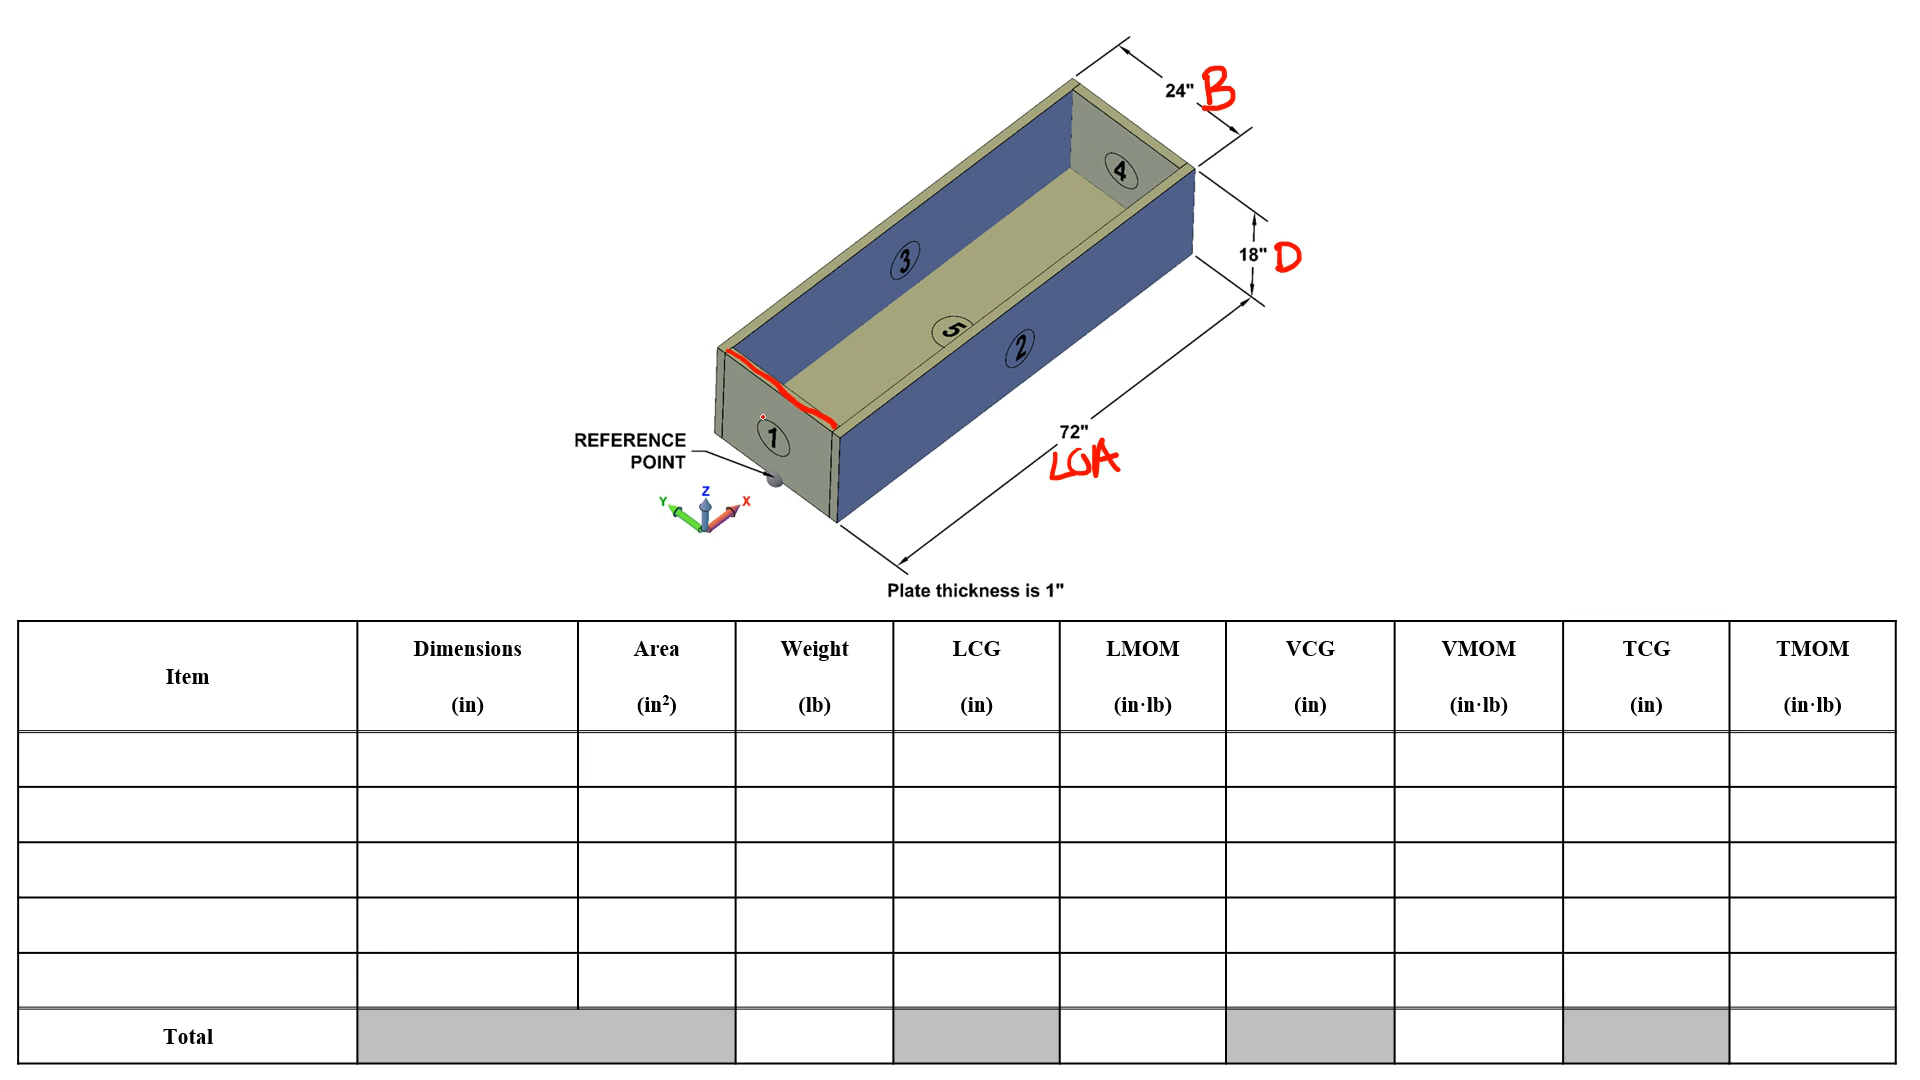 24" B
4
18" D
3
5
2
72"
LOA
1
REFERENCE
POINT
Y Z X
Plate thickness is 1"
Item Dimensions (in) Area (in²) Weight (lb) LCG (in) LMOM (in·lb) VCG (in) VMOM (in·lb) TCG (in) TMOM (in·lb)
Total